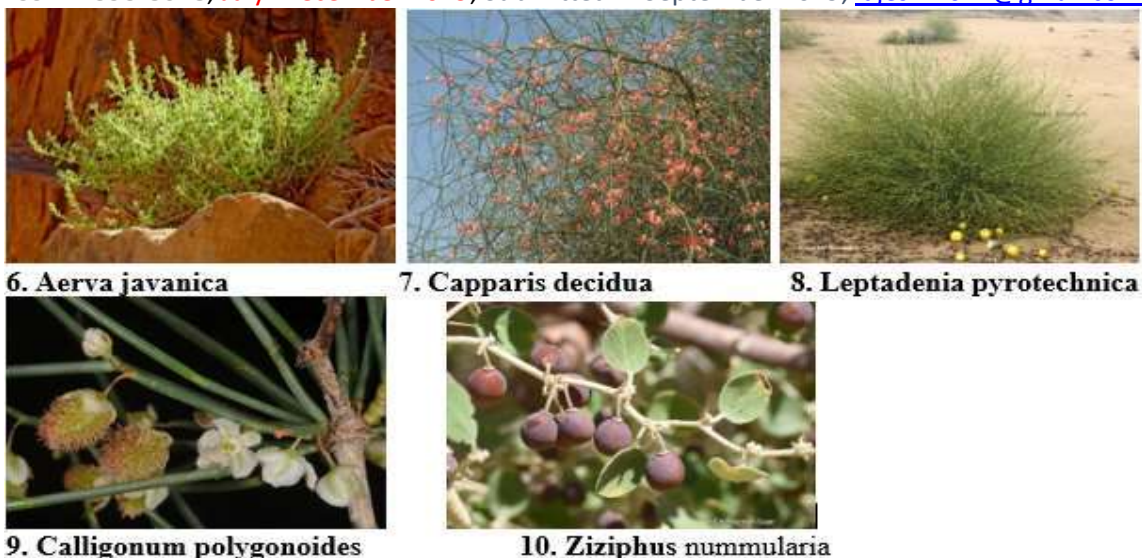 6. Aerva javanica 7. Capparis decidua 8. Leptadenia pyrotechnica
9. Calligonum polygonoides 10. Ziziphus nummularia